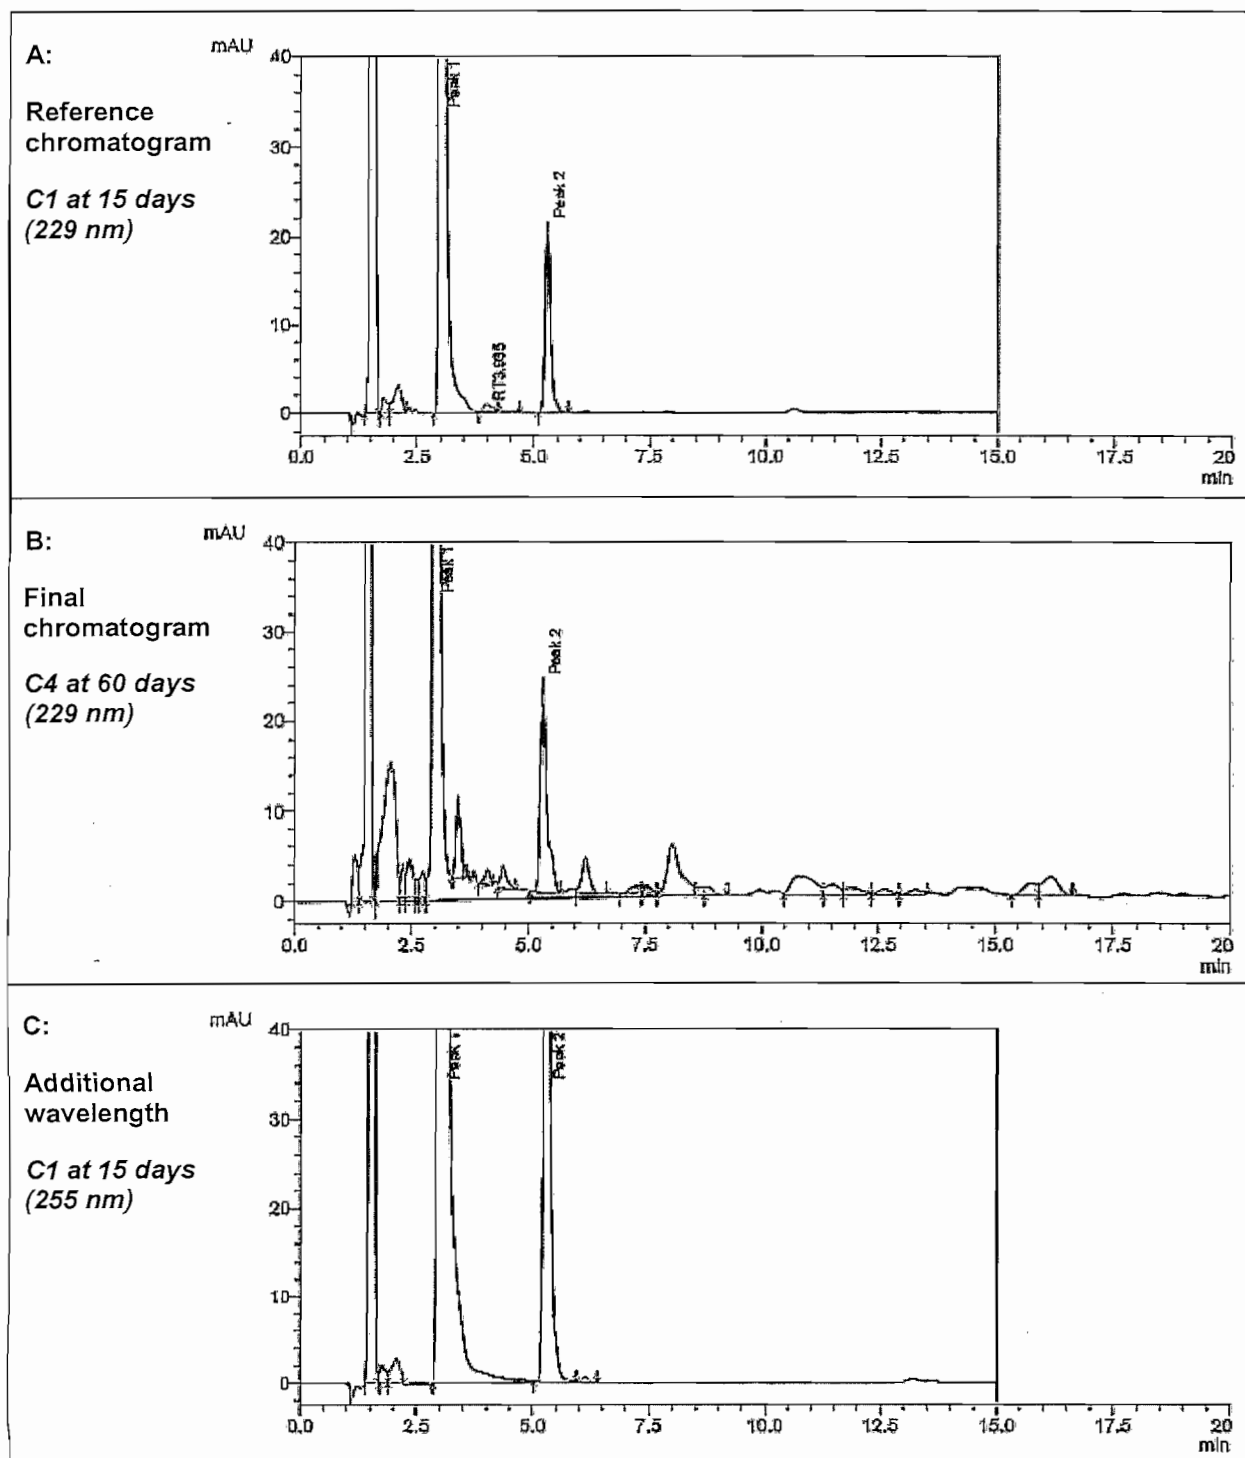 A:
Reference
chromatogram
C1 at 15 days
(229 nm)
mAU
40
30
20
10
0
Peak 1
RT3.985
Peak 2
0.0 2.5 5.0 7.5 10.0 12.5 15.0 17.5 20
min
B:
Final
chromatogram
C4 at 60 days
(229 nm)
mAU
40
30
20
10
0
Peak 1
Peak 2
0.0 2.5 5.0 7.5 10.0 12.5 15.0 17.5 20
min
C:
Additional
wavelength
C1 at 15 days
(255 nm)
mAU
40
30
20
10
0
Peak 1
Peak 2
0.0 2.5 5.0 7.5 10.0 12.5 15.0 17.5 20
min